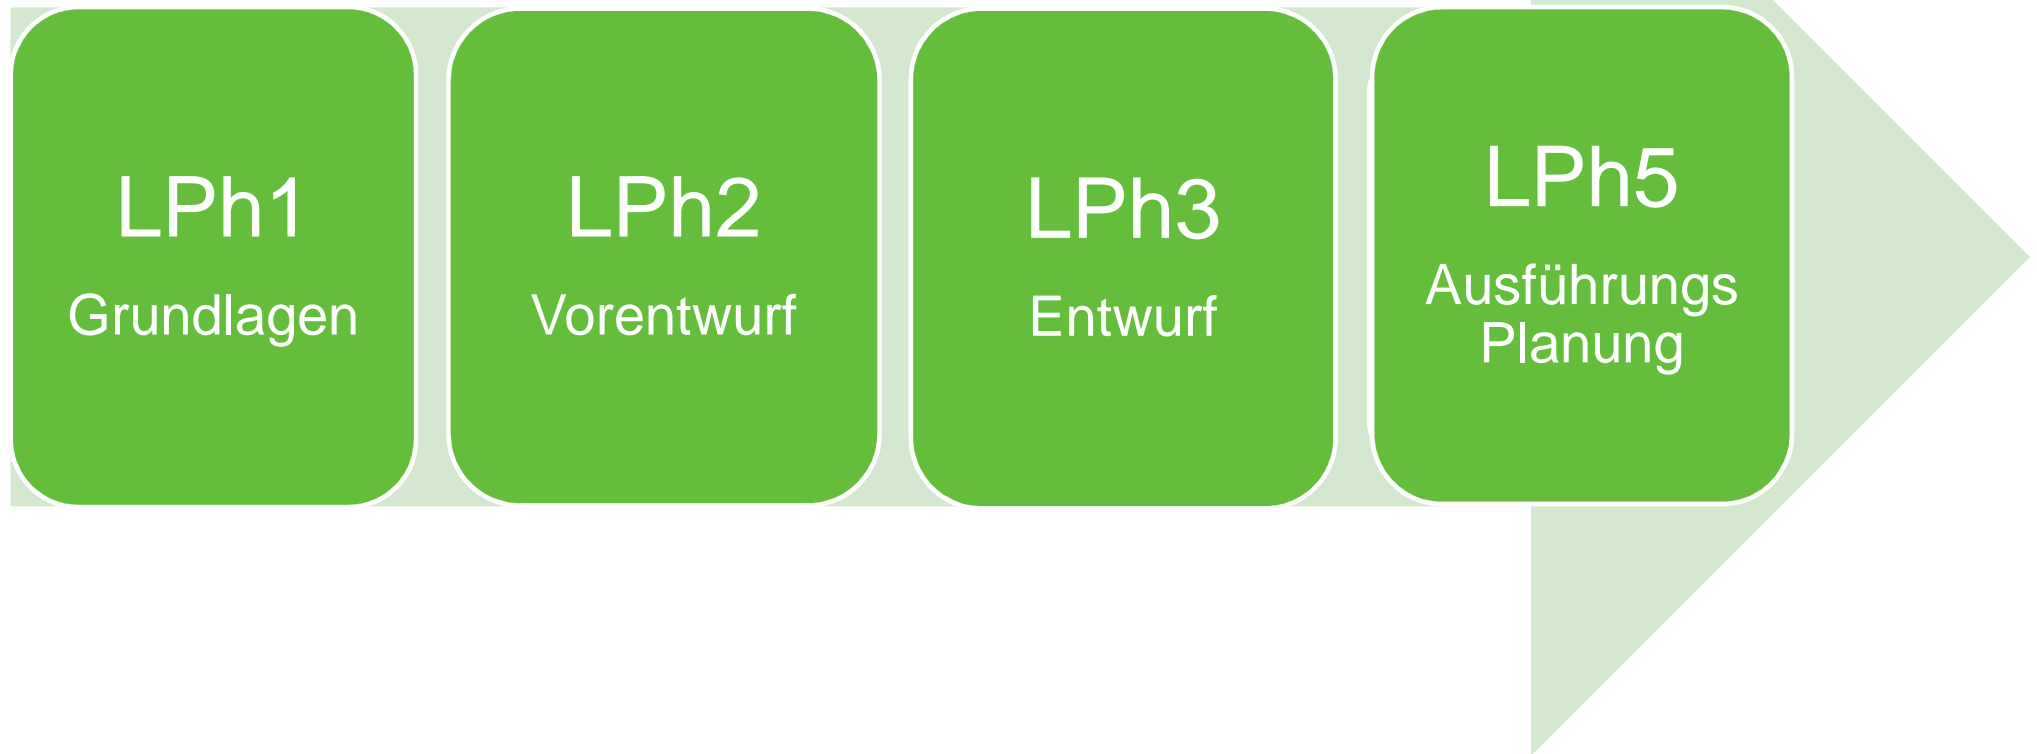 LPh1
Grundlagen
LPh2
Vorentwurf
LPh3
Entwurf
LPh5
Ausführungs
Planung